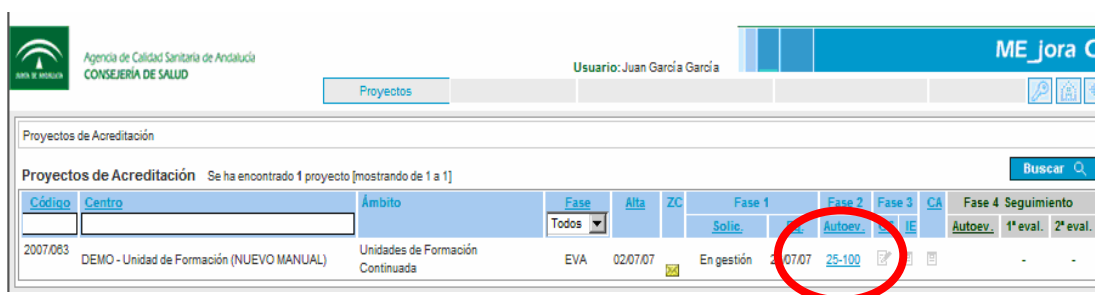 Agencia de Calidad Sanitaria de Andalucía
CONSEJERÍA DE SALUD
JUNTA DE ANDALUCIA
Usuario: Juan García García
ME_jora C
Proyectos
Proyectos de Acreditación
Proyectos de Acreditación Se ha encontrado 1 proyecto [mostrando de 1 a 1]
Buscar
Código Centro Ámbito Fase Alta ZC Fase 1 Fase 2 Fase 3 CA Fase 4 Seguimiento
Todos Solic. Autoev. IE Autoev. 1ª eval. 2ª eval.
2007/063 DEMO - Unidad de Formación (NUEVO MANUAL) Unidades de Formación Continuada EVA 02/07/07 En gestión 25-100 - -